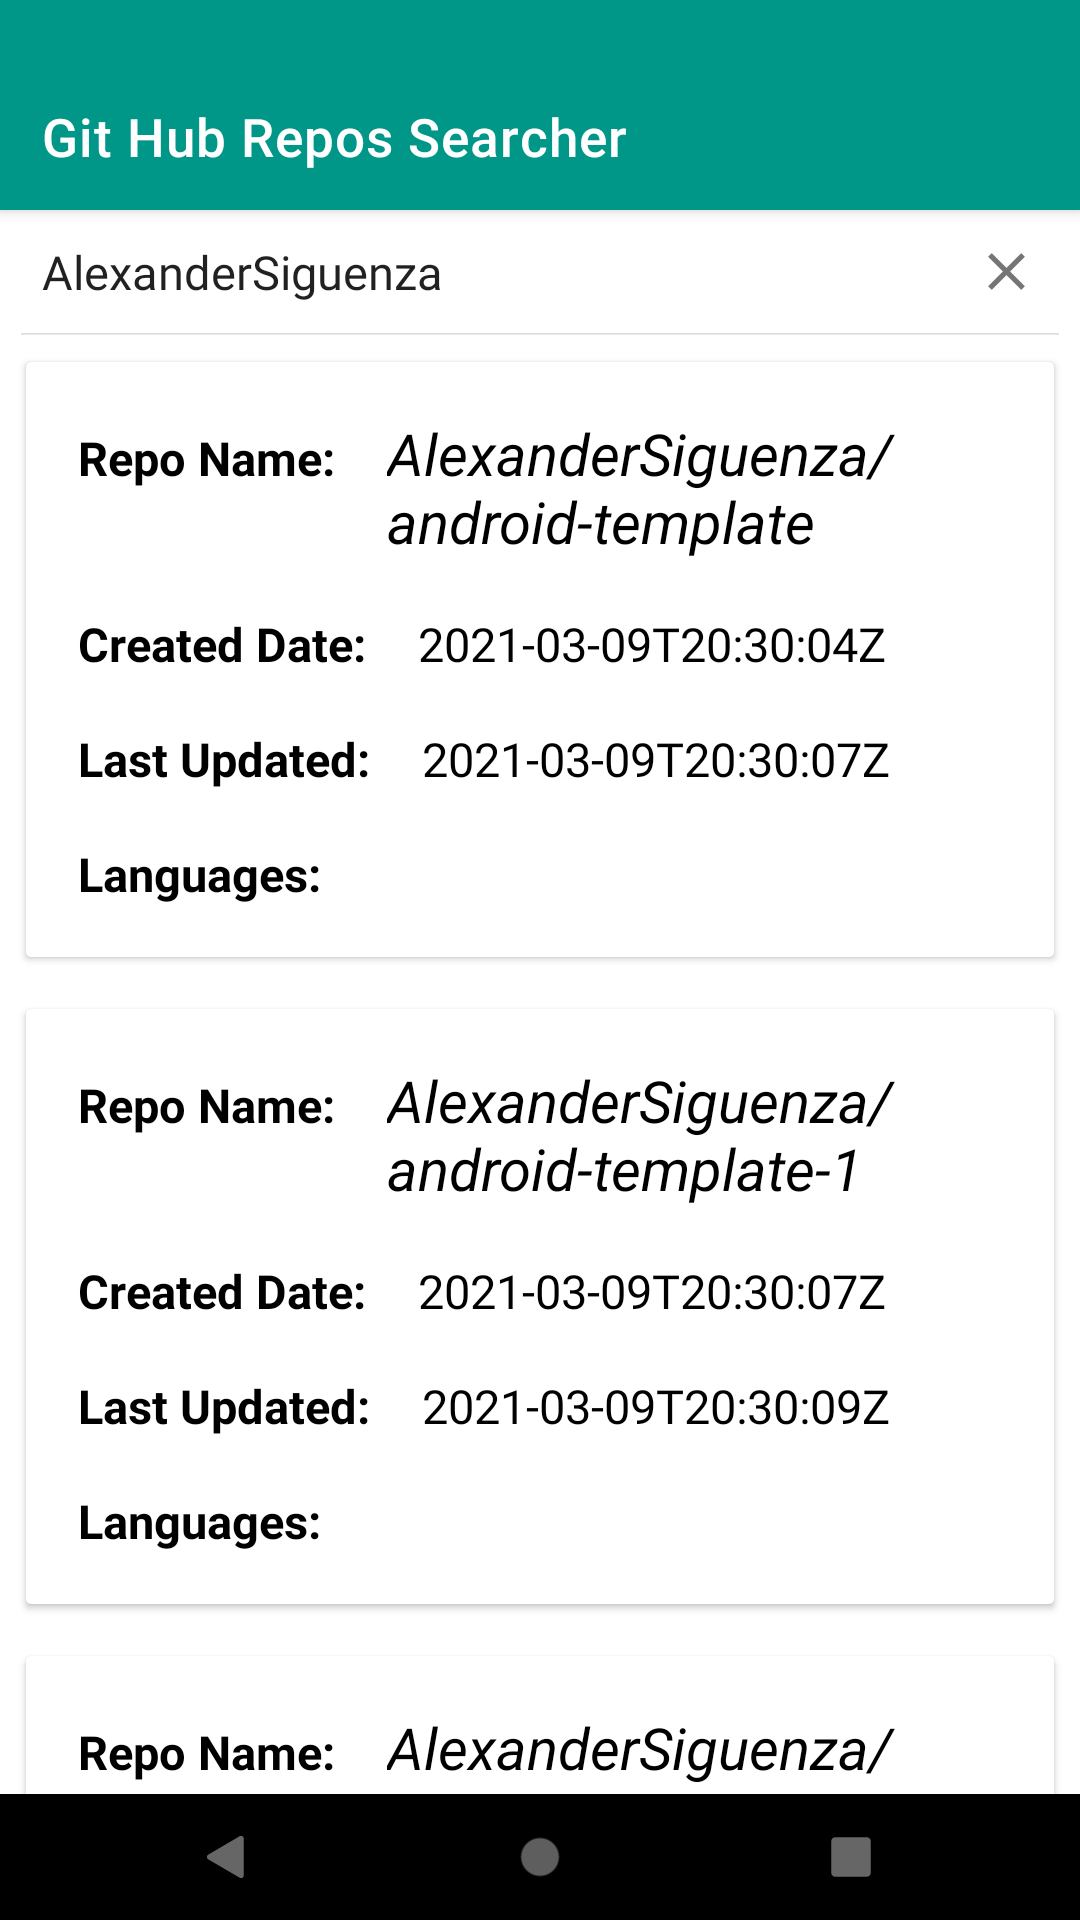 Git Hub Repos Searcher
AlexanderSiguenza
Repo Name: AlexanderSiguenza/
android-template
Created Date: 2021-03-09T20:30:04Z
Last Updated: 2021-03-09T20:30:07Z
Languages:
Repo Name: AlexanderSiguenza/
android-template-1
Created Date: 2021-03-09T20:30:07Z
Last Updated: 2021-03-09T20:30:09Z
Languages:
Repo Name: AlexanderSiguenza/